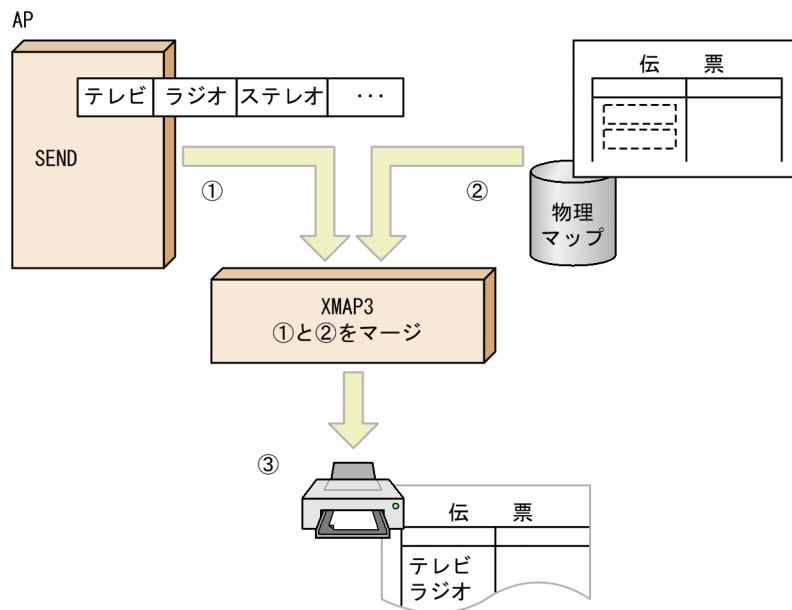 AP
テレビ ラジオ ステレオ ･･･
SEND
①
②
伝　票
物理
マップ
XMAP3
①と②をマージ
③
伝　票
テレビ
ラジオ